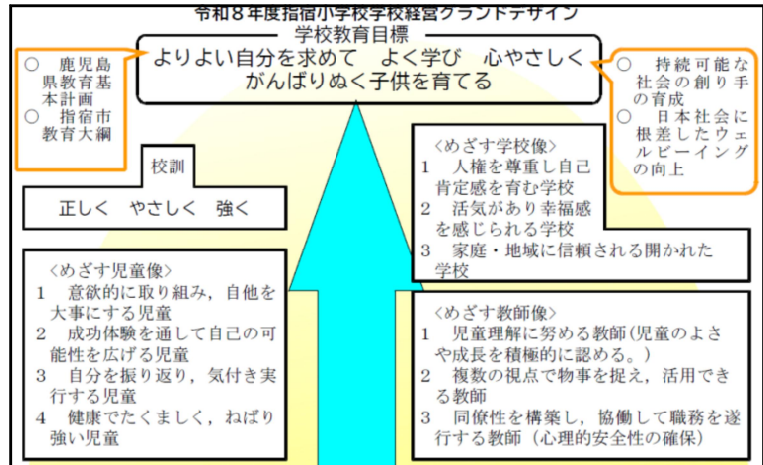 令和８年度指宿小学校学校経営グランドデザイン
学校教育目標
よりよい自分を求めて　よく学び　心やさしく
がんばりぬく子供を育てる
○　鹿児島
県教育基
本計画
○　指宿市
教育大綱
○　持続可能な
社会の創り手
の育成
○　日本社会に
根差したウェ
ルビーイング
の向上
校訓
正しく　やさしく　強く
＜めざす学校像＞
１　人権を尊重し自己
肯定感を育む学校
２　活気があり幸福感
を感じられる学校
３　家庭・地域に信頼される開かれた
学校
＜めざす児童像＞
１　意欲的に取り組み，自他を
大事にする児童
２　成功体験を通して自己の可
能性を広げる児童
３　自分を振り返り，気付き実
行する児童
４　健康でたくましく，ねばり
強い児童
＜めざす教師像＞
１　児童理解に努める教師(児童のよさ
や成長を積極的に認める。)
２　複数の視点で物事を捉え，活用でき
る教師
３　同僚性を構築し，協働して職務を遂
行する教師（心理的安全性の確保）